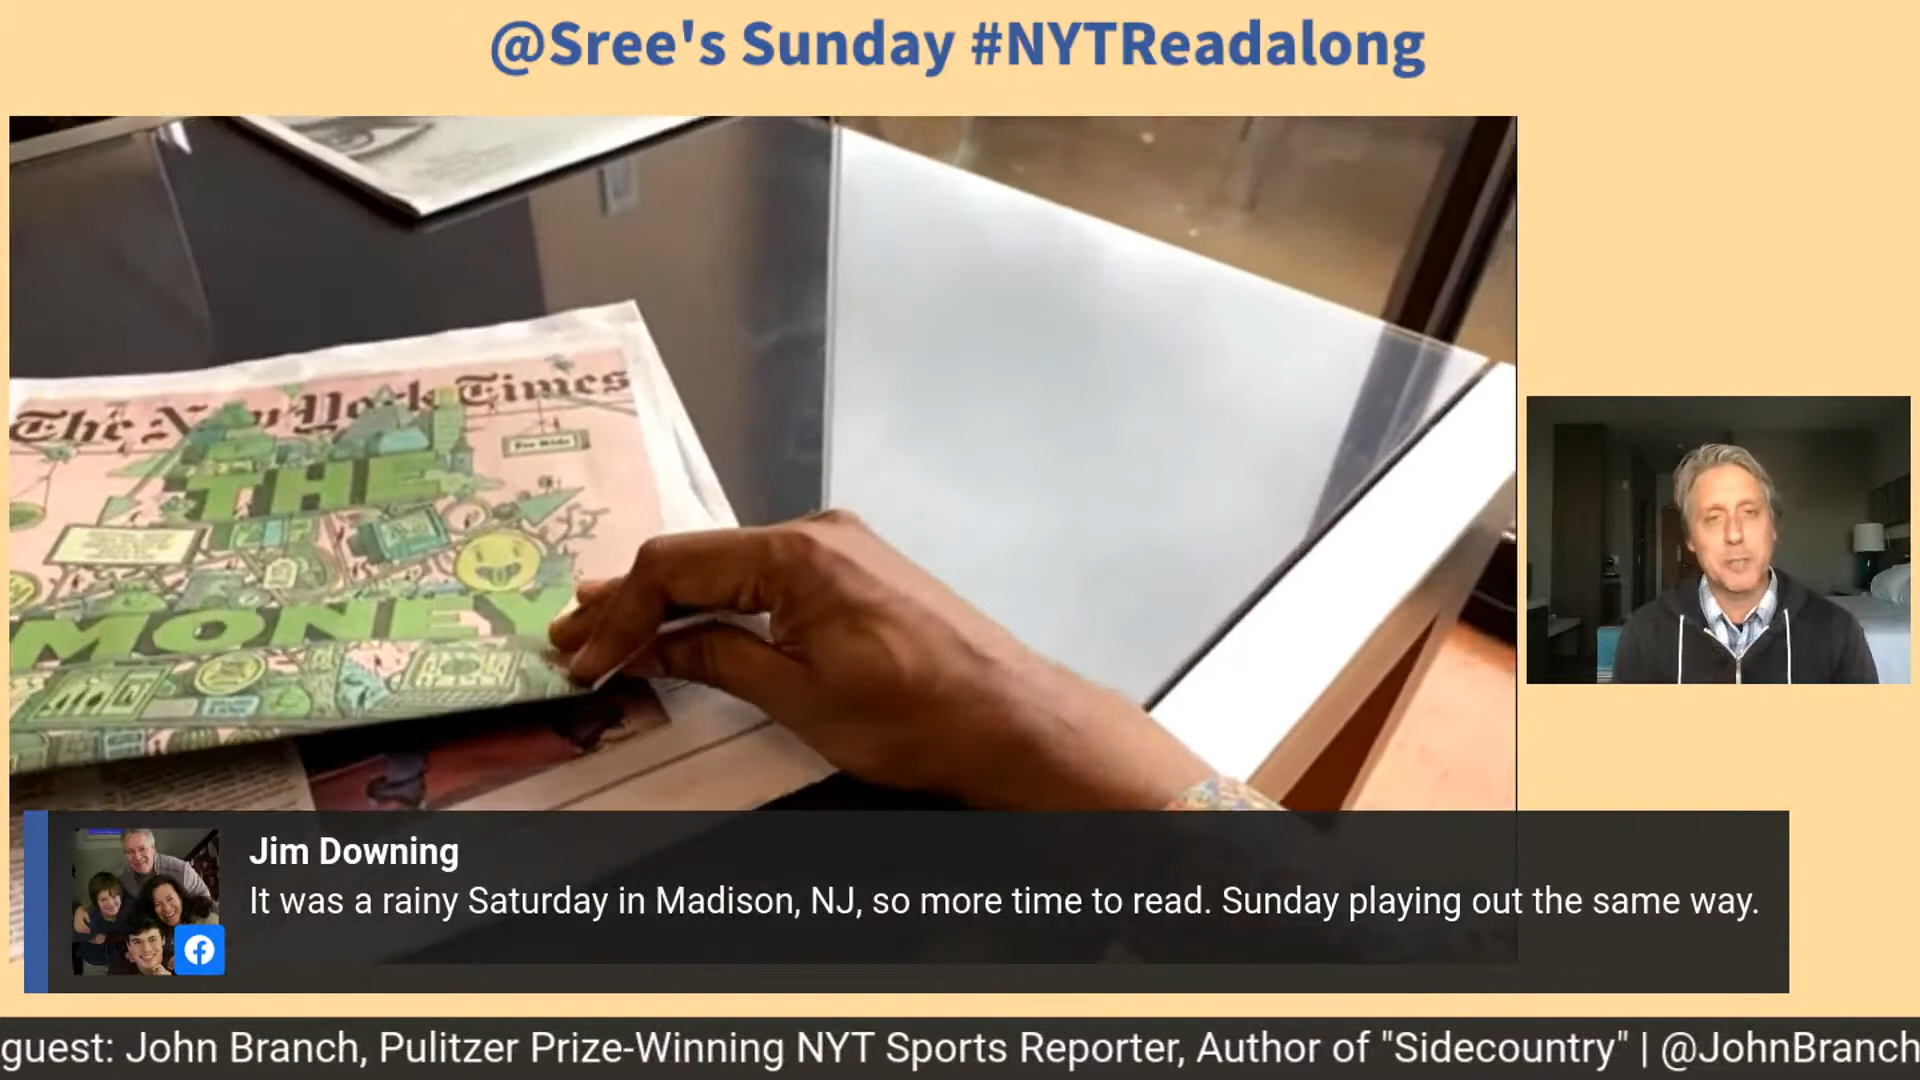 @Sree's Sunday #NYTReadalong
The New York Times
For Kids
THE
MONEY
Jim Downing
It was a rainy Saturday in Madison, NJ, so more time to read. Sunday playing out the same way.
guest: John Branch, Pulitzer Prize-Winning NYT Sports Reporter, Author of "Sidecountry" | @JohnBranch